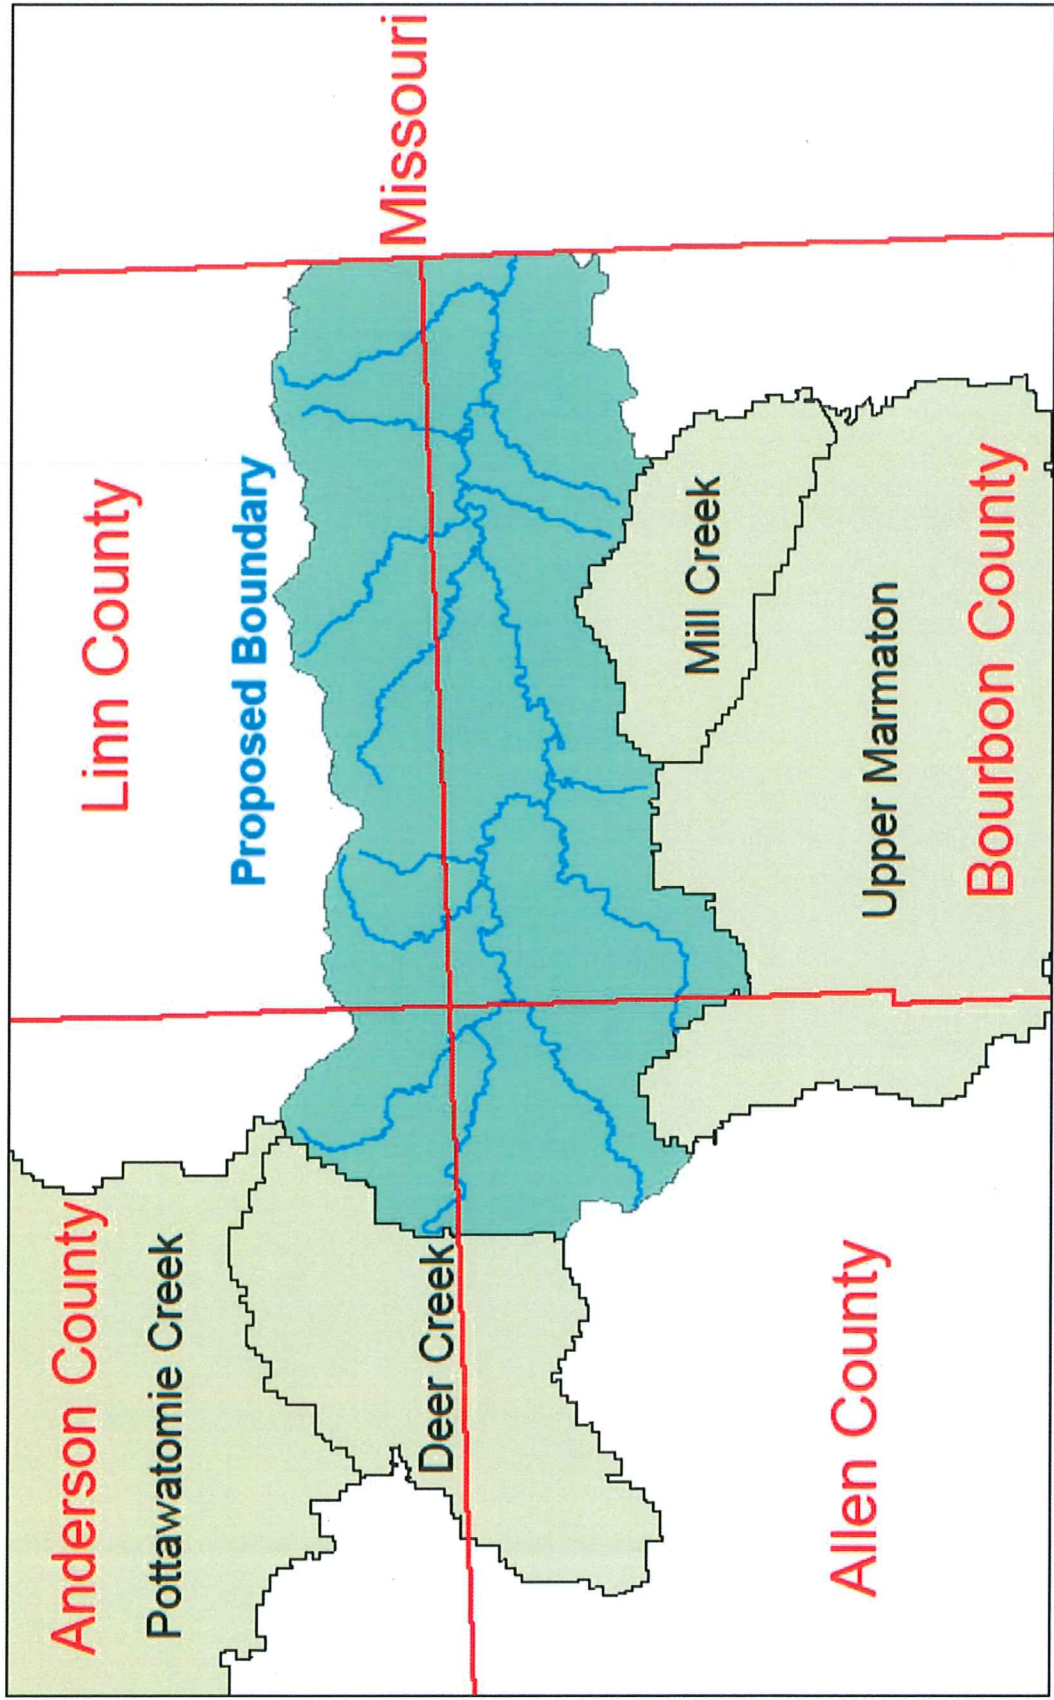 Anderson County
Linn County
Pottawatomie Creek
Proposed Boundary
Missouri
Deer Creek
Mill Creek
Upper Marmaton
Allen County
Bourbon County